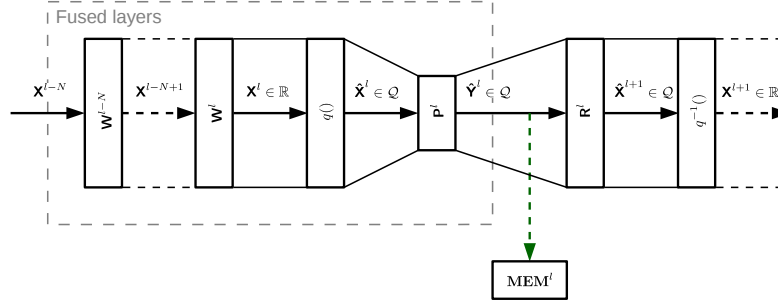 Fused layers
X^{l−N}
W^{l−N}
X^{l−N+1}
W^l
X^l ∈ ℝ
q()
X̂^l ∈ 𝒬
P^l
Ŷ^l ∈ 𝒬
R^l
X̂^{l+1} ∈ 𝒬
q^{−1}()
X^{l+1} ∈ ℝ
MEM^l